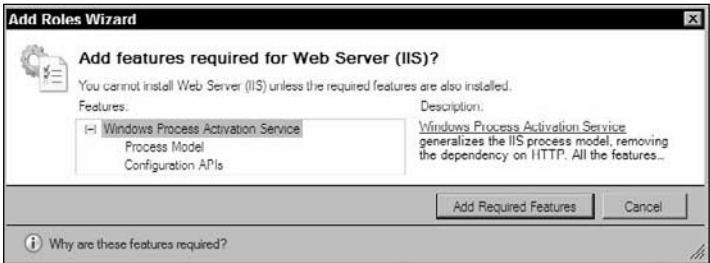 Add Roles Wizard
Add features required for Web Server (IIS)?
You cannot install Web Server (IIS) unless the required features are also installed.
Features:
Description:
Windows Process Activation Service
Process Model
Configuration APIs
Windows Process Activation Service
generalizes the IIS process model, removing
the dependency on HTTP. All the features...
Add Required Features
Cancel
Why are these features required?